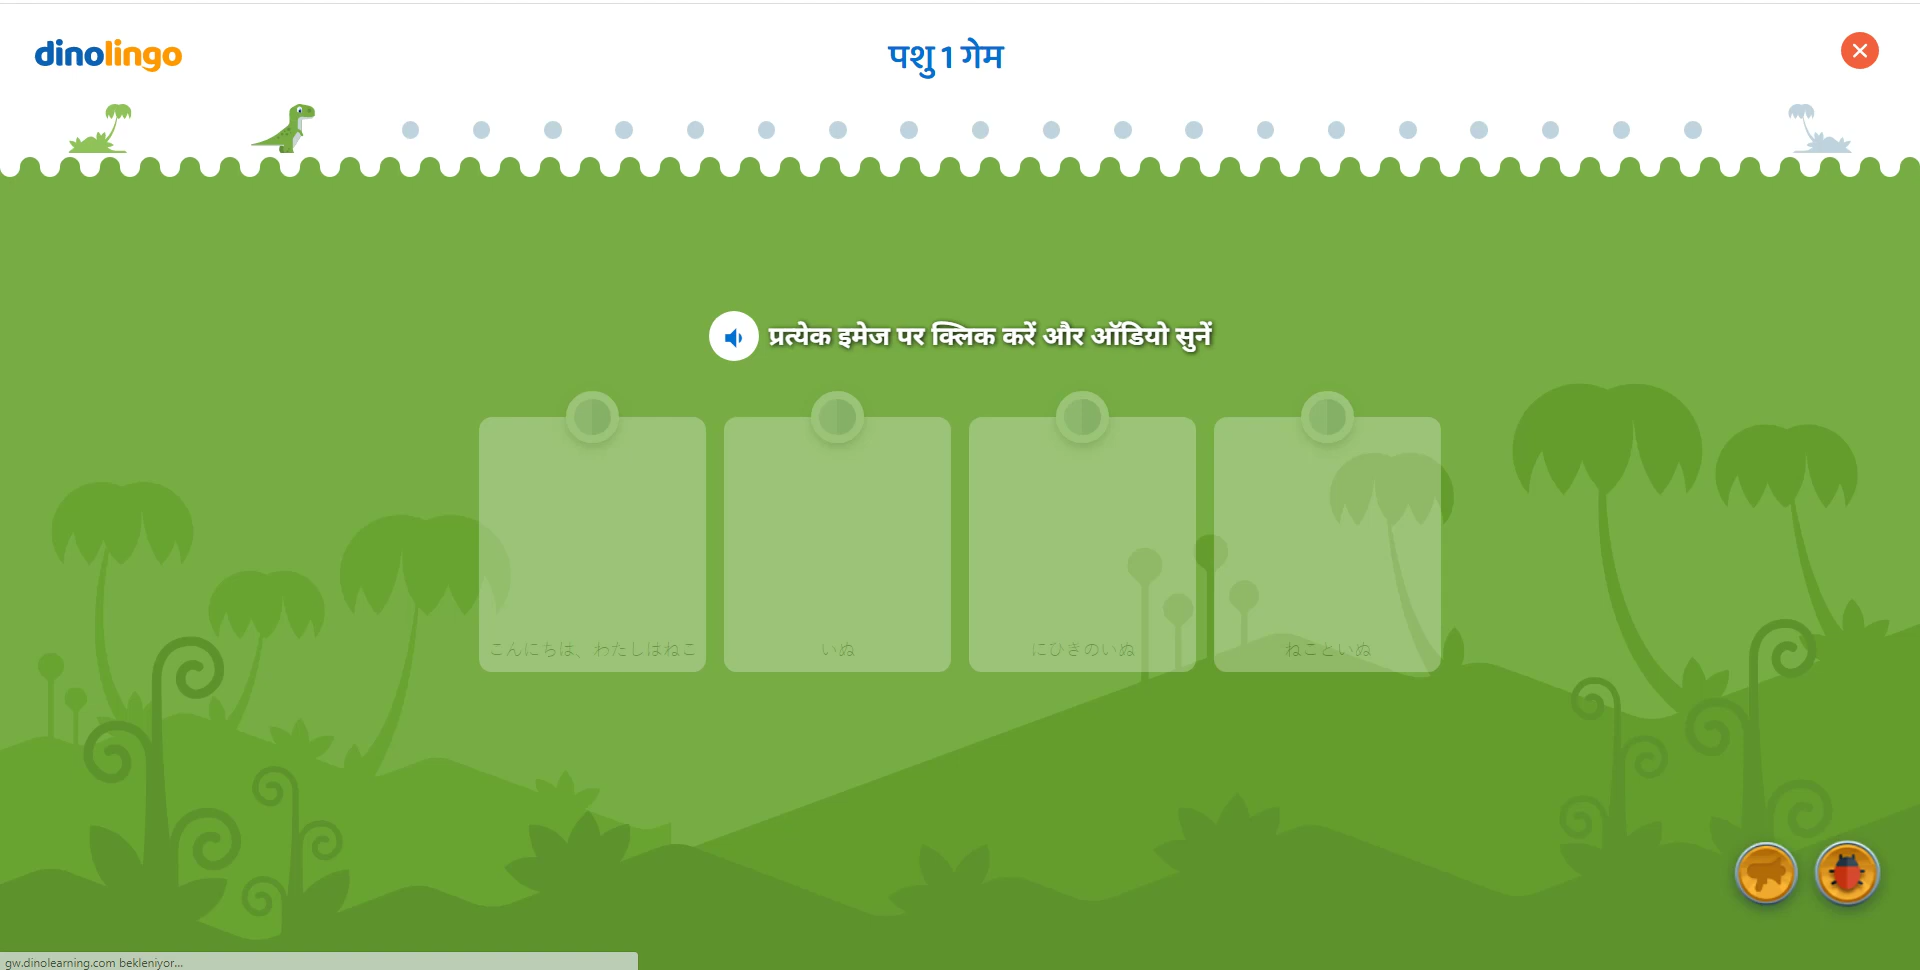 dinolingo
पशु 1 गेम
प्रत्येक इमेज पर क्लिक करें और ऑडियो सुनें
こんにちは、わたしはねこ
いぬ
にひきのいぬ
ねこといぬ
gw.dinolearning.com bekleniyor...